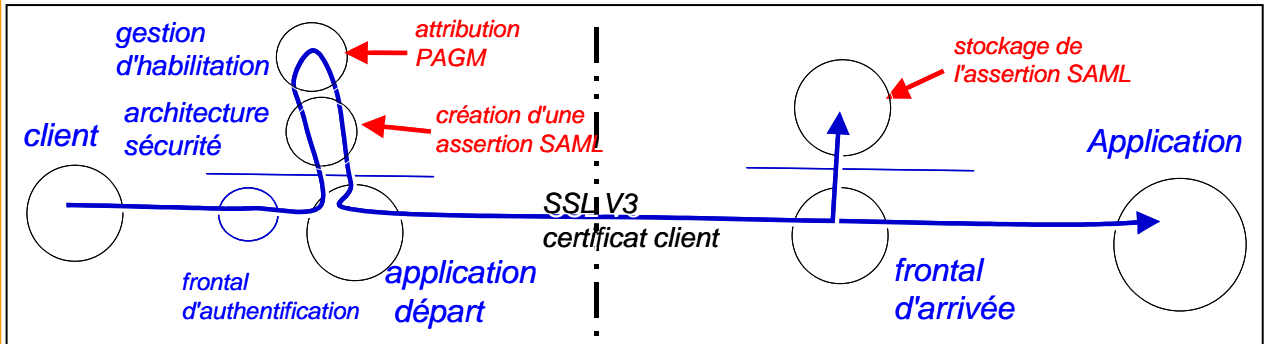 gestion
d'habilitation
attribution
PAGM
stockage de
l'assertion SAML
architecture
sécurité
création d'une
assertion SAML
client
Application
SSL V3
certificat client
frontal
d'authentification
application
départ
frontal
d'arrivée